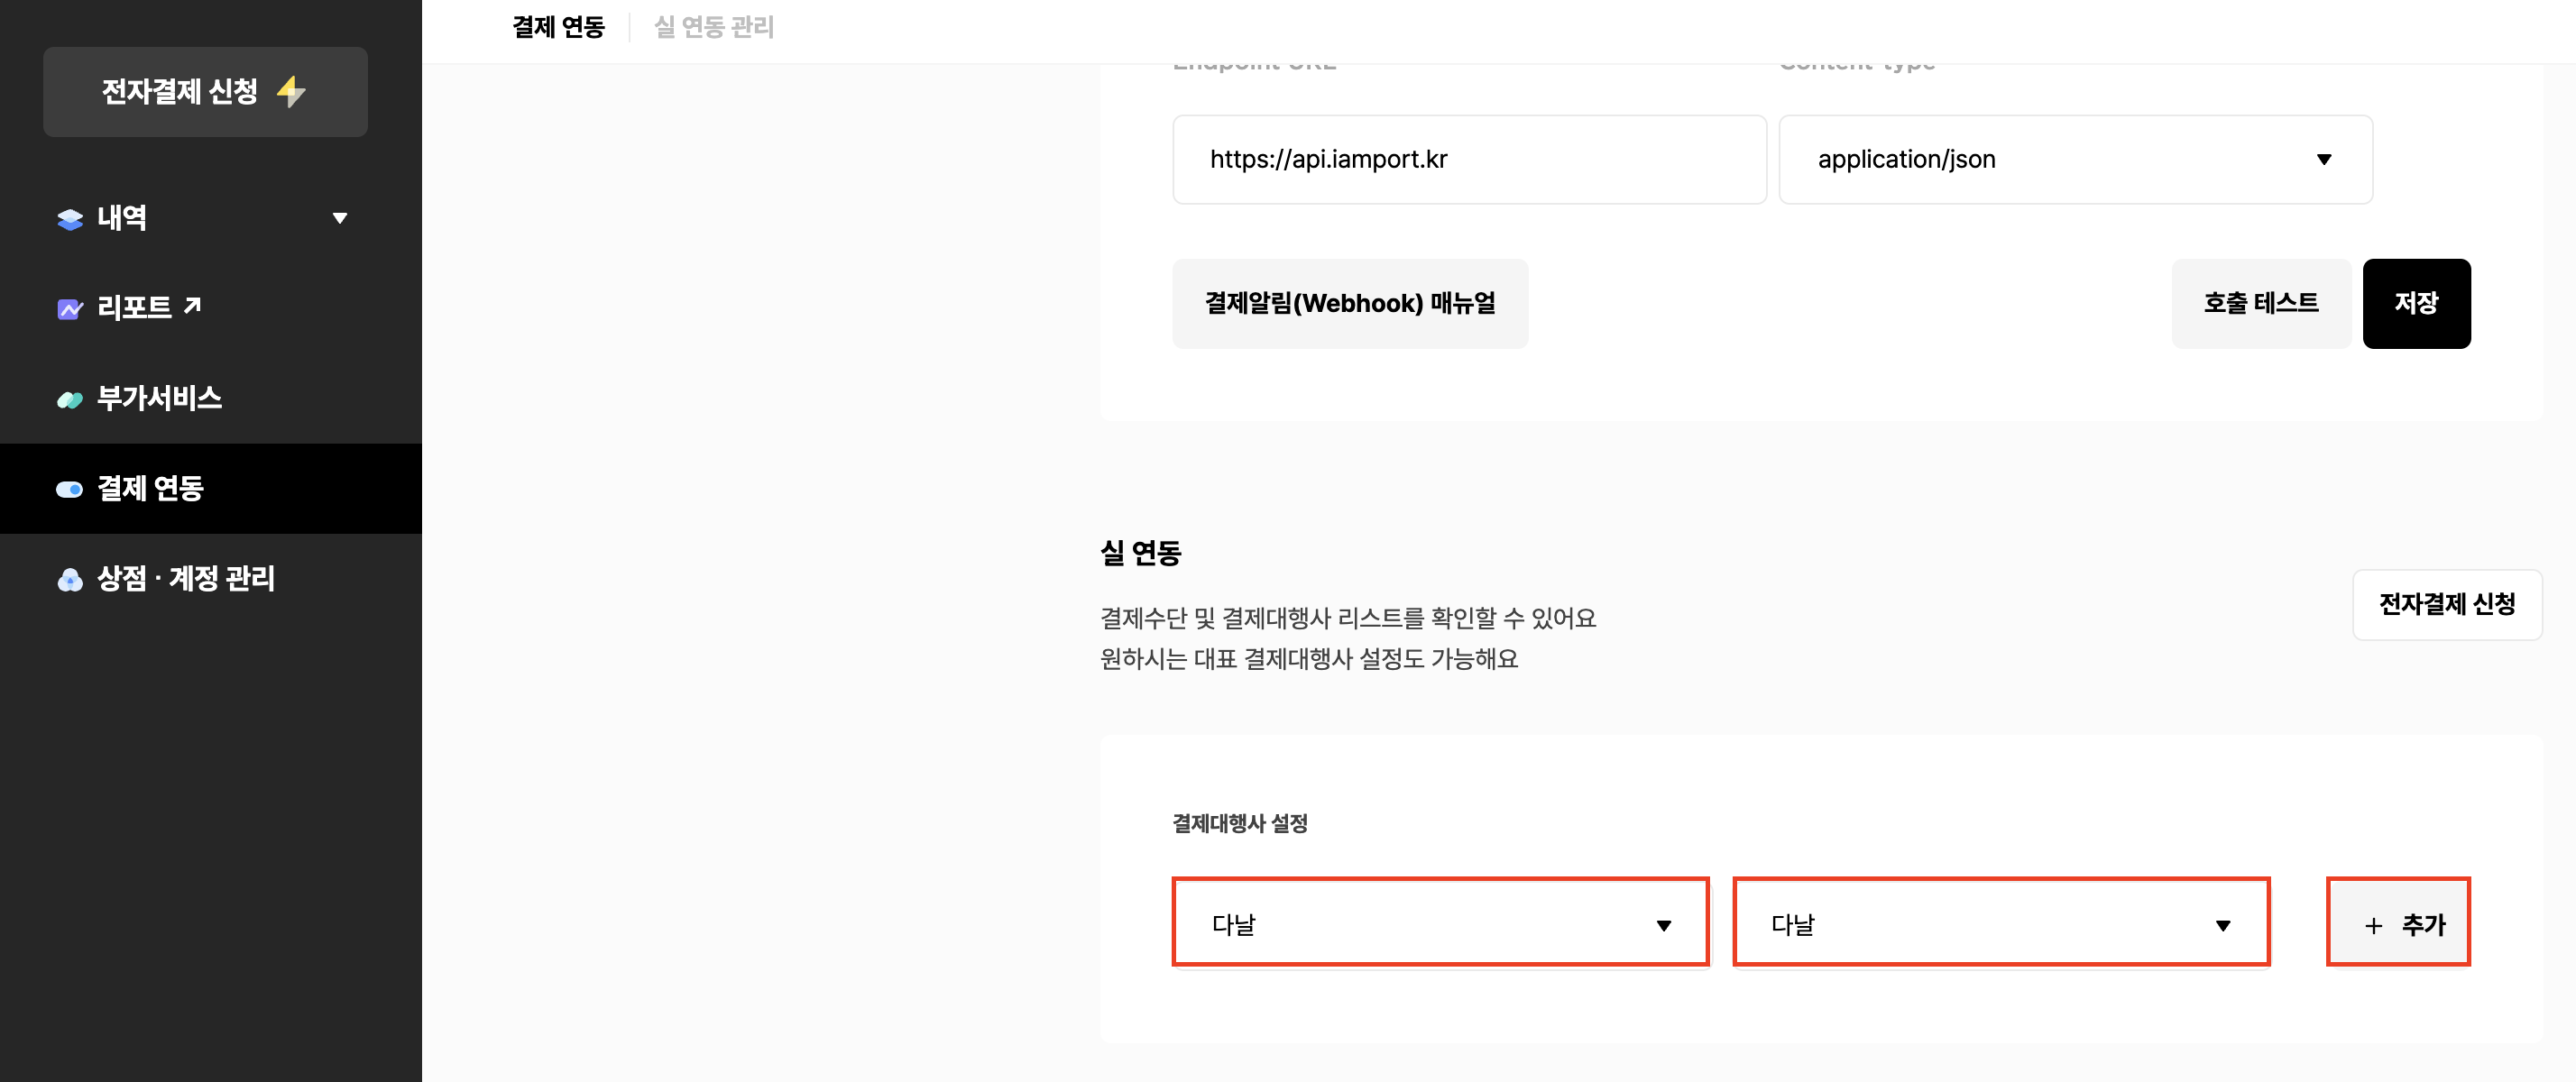 전자결제 신청
내역
리포트
부가서비스
결제 연동
상점 · 계정 관리
결제 연동
실 연동 관리
Endpoint URL
Content-type
https://api.iamport.kr
application/json
결제알림(Webhook) 매뉴얼
호출 테스트
저장
실 연동
결제수단 및 결제대행사 리스트를 확인할 수 있어요
원하시는 대표 결제대행사 설정도 가능해요
전자결제 신청
결제대행사 설정
다날
다날
+ 추가